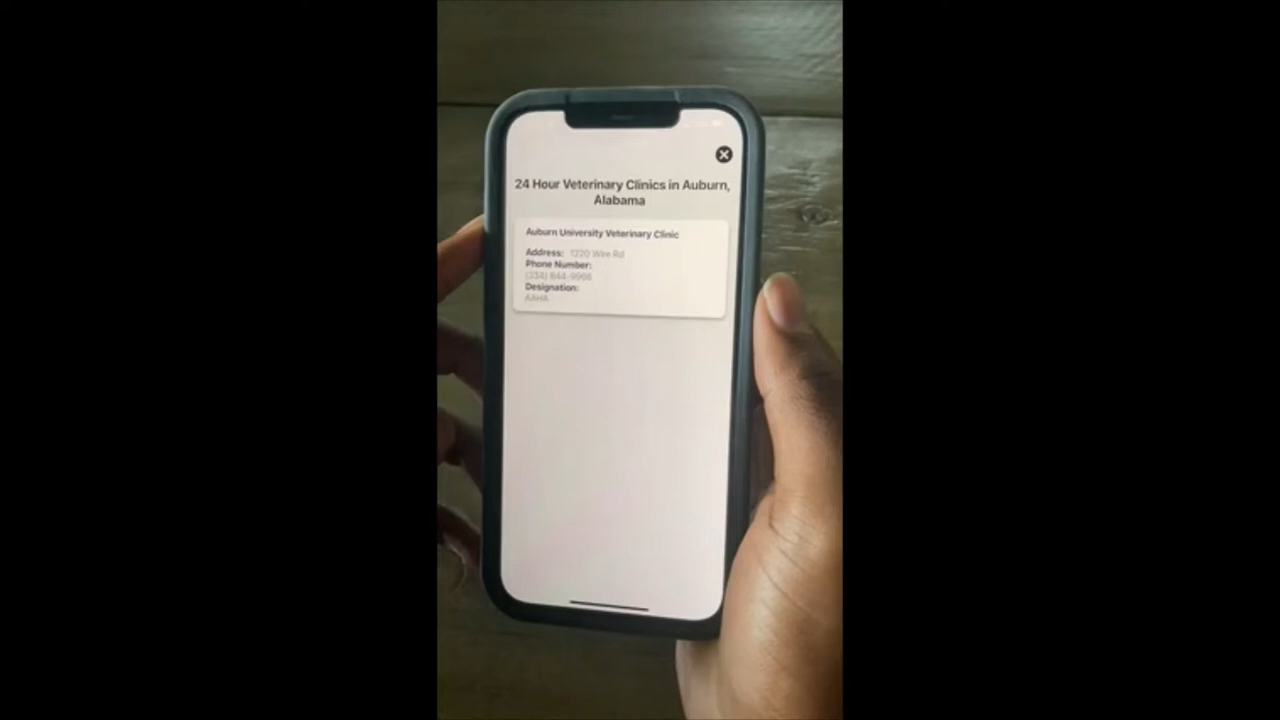 24 Hour Veterinary Clinics in Auburn,
Alabama
Auburn University Veterinary Clinic
Address: 1220 Wire Rd
Phone Number:
(334) 844-9998
Designation:
AAHA